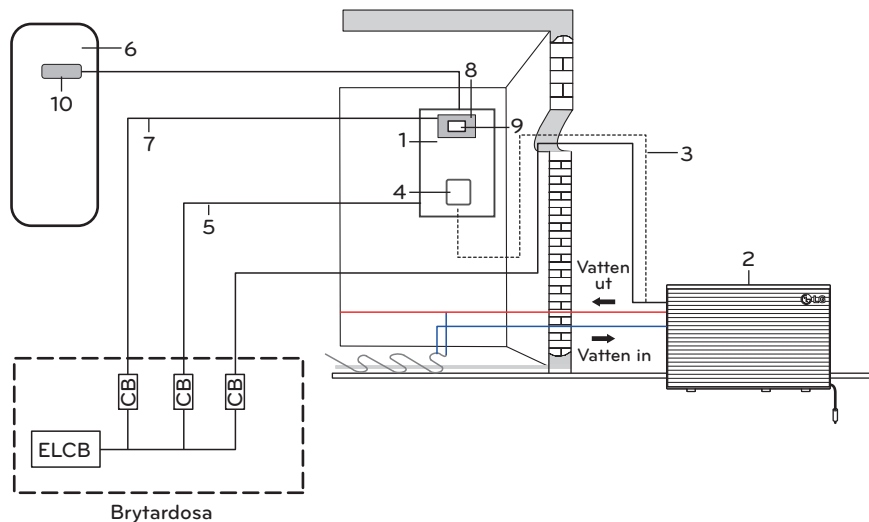 6
10
8
9
7
1
3
4
5
2
Vatten
ut
LG
Vatten in
CB
CB
CB
ELCB
Brytardosa